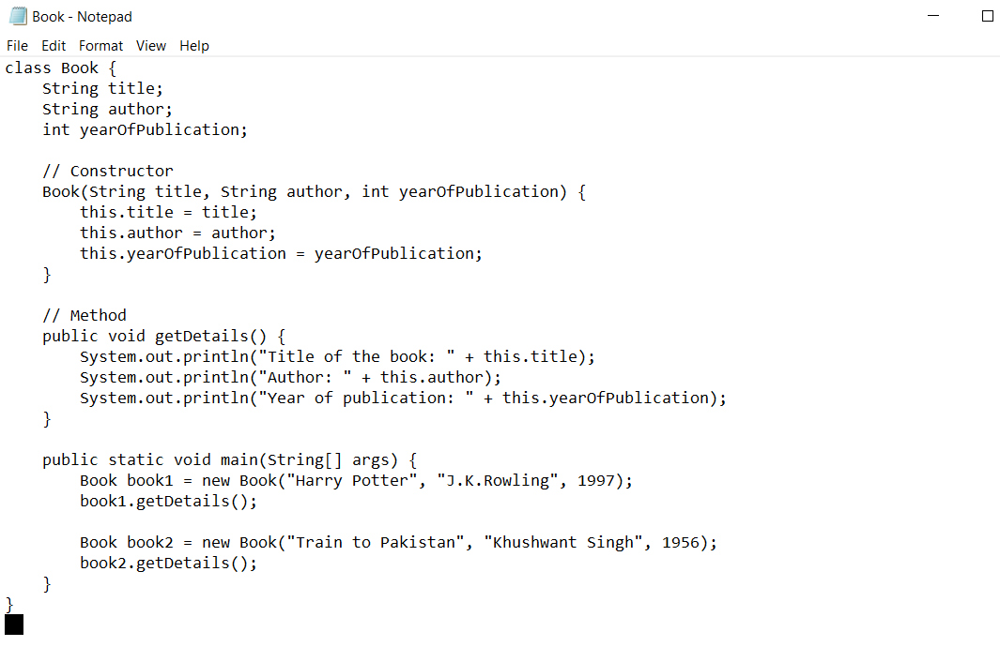 Book - Notepad
File Edit Format View Help
class Book {
    String title;
    String author;
    int yearOfPublication;

    // Constructor
    Book(String title, String author, int yearOfPublication) {
        this.title = title;
        this.author = author;
        this.yearOfPublication = yearOfPublication;
    }

    // Method
    public void getDetails() {
        System.out.println("Title of the book: " + this.title);
        System.out.println("Author: " + this.author);
        System.out.println("Year of publication: " + this.yearOfPublication);
    }

    public static void main(String[] args) {
        Book book1 = new Book("Harry Potter", "J.K.Rowling", 1997);
        book1.getDetails();

        Book book2 = new Book("Train to Pakistan", "Khushwant Singh", 1956);
        book2.getDetails();
    }
}